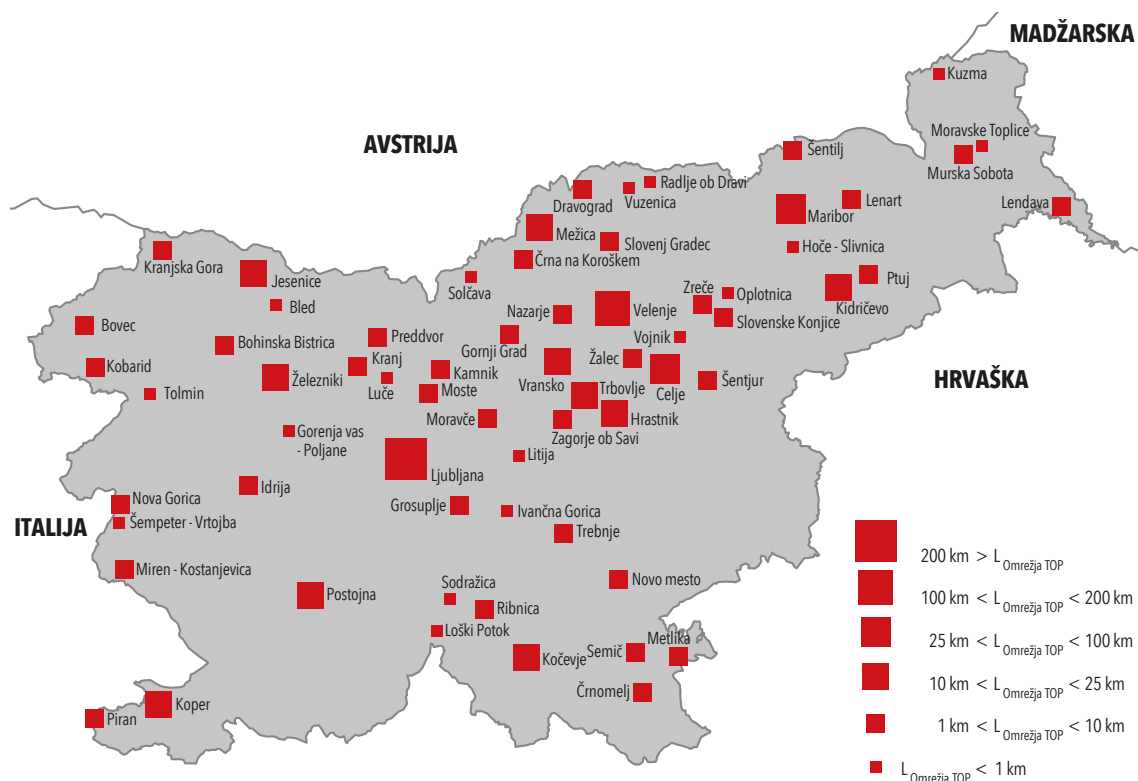 MADŽARSKA
Kuzma
AVSTRIJA
Moravske Toplice
Šentilj
Murska Sobota
Radlje ob Dravi
Vuzenica
Dravograd
Lenart
Lendava
Maribor
Mežica
Slovenj Gradec
Hoče - Slivnica
Kranjska Gora
Črna na Koroškem
Jesenice
Ptuj
Solčava
Zreče
Oplotnica
Bled
Kidričevo
Nazarje
Velenje
Slovenske Konjice
Bovec
Preddvor
Vojnik
Bohinska Bistrica
Gornji Grad
Kranj
Žalec
Kobarid
Kamnik
HRVAŠKA
Železniki
Vransko
Šentjur
Luče
Trbovlje
Celje
Tolmin
Moste
Moravče
Hrastnik
Gorenja vas
- Poljane
Zagorje ob Savi
Litija
Ljubljana
Idrija
Nova Gorica
Grosuplje
Ivančna Gorica
ITALIJA
Šempeter - Vrtojba
Trebnje
200 km > L Omrežja TOP
Miren - Kostanjevica
Sodražica
Novo mesto
Postojna
100 km < L Omrežja TOP < 200 km
Ribnica
Loški Potok
25 km < L Omrežja TOP < 100 km
Metlika
Semič
Kočevje
10 km < L Omrežja TOP < 25 km
Črnomelj
Koper
Piran
1 km < L Omrežja TOP < 10 km
L Omrežja TOP < 1 km